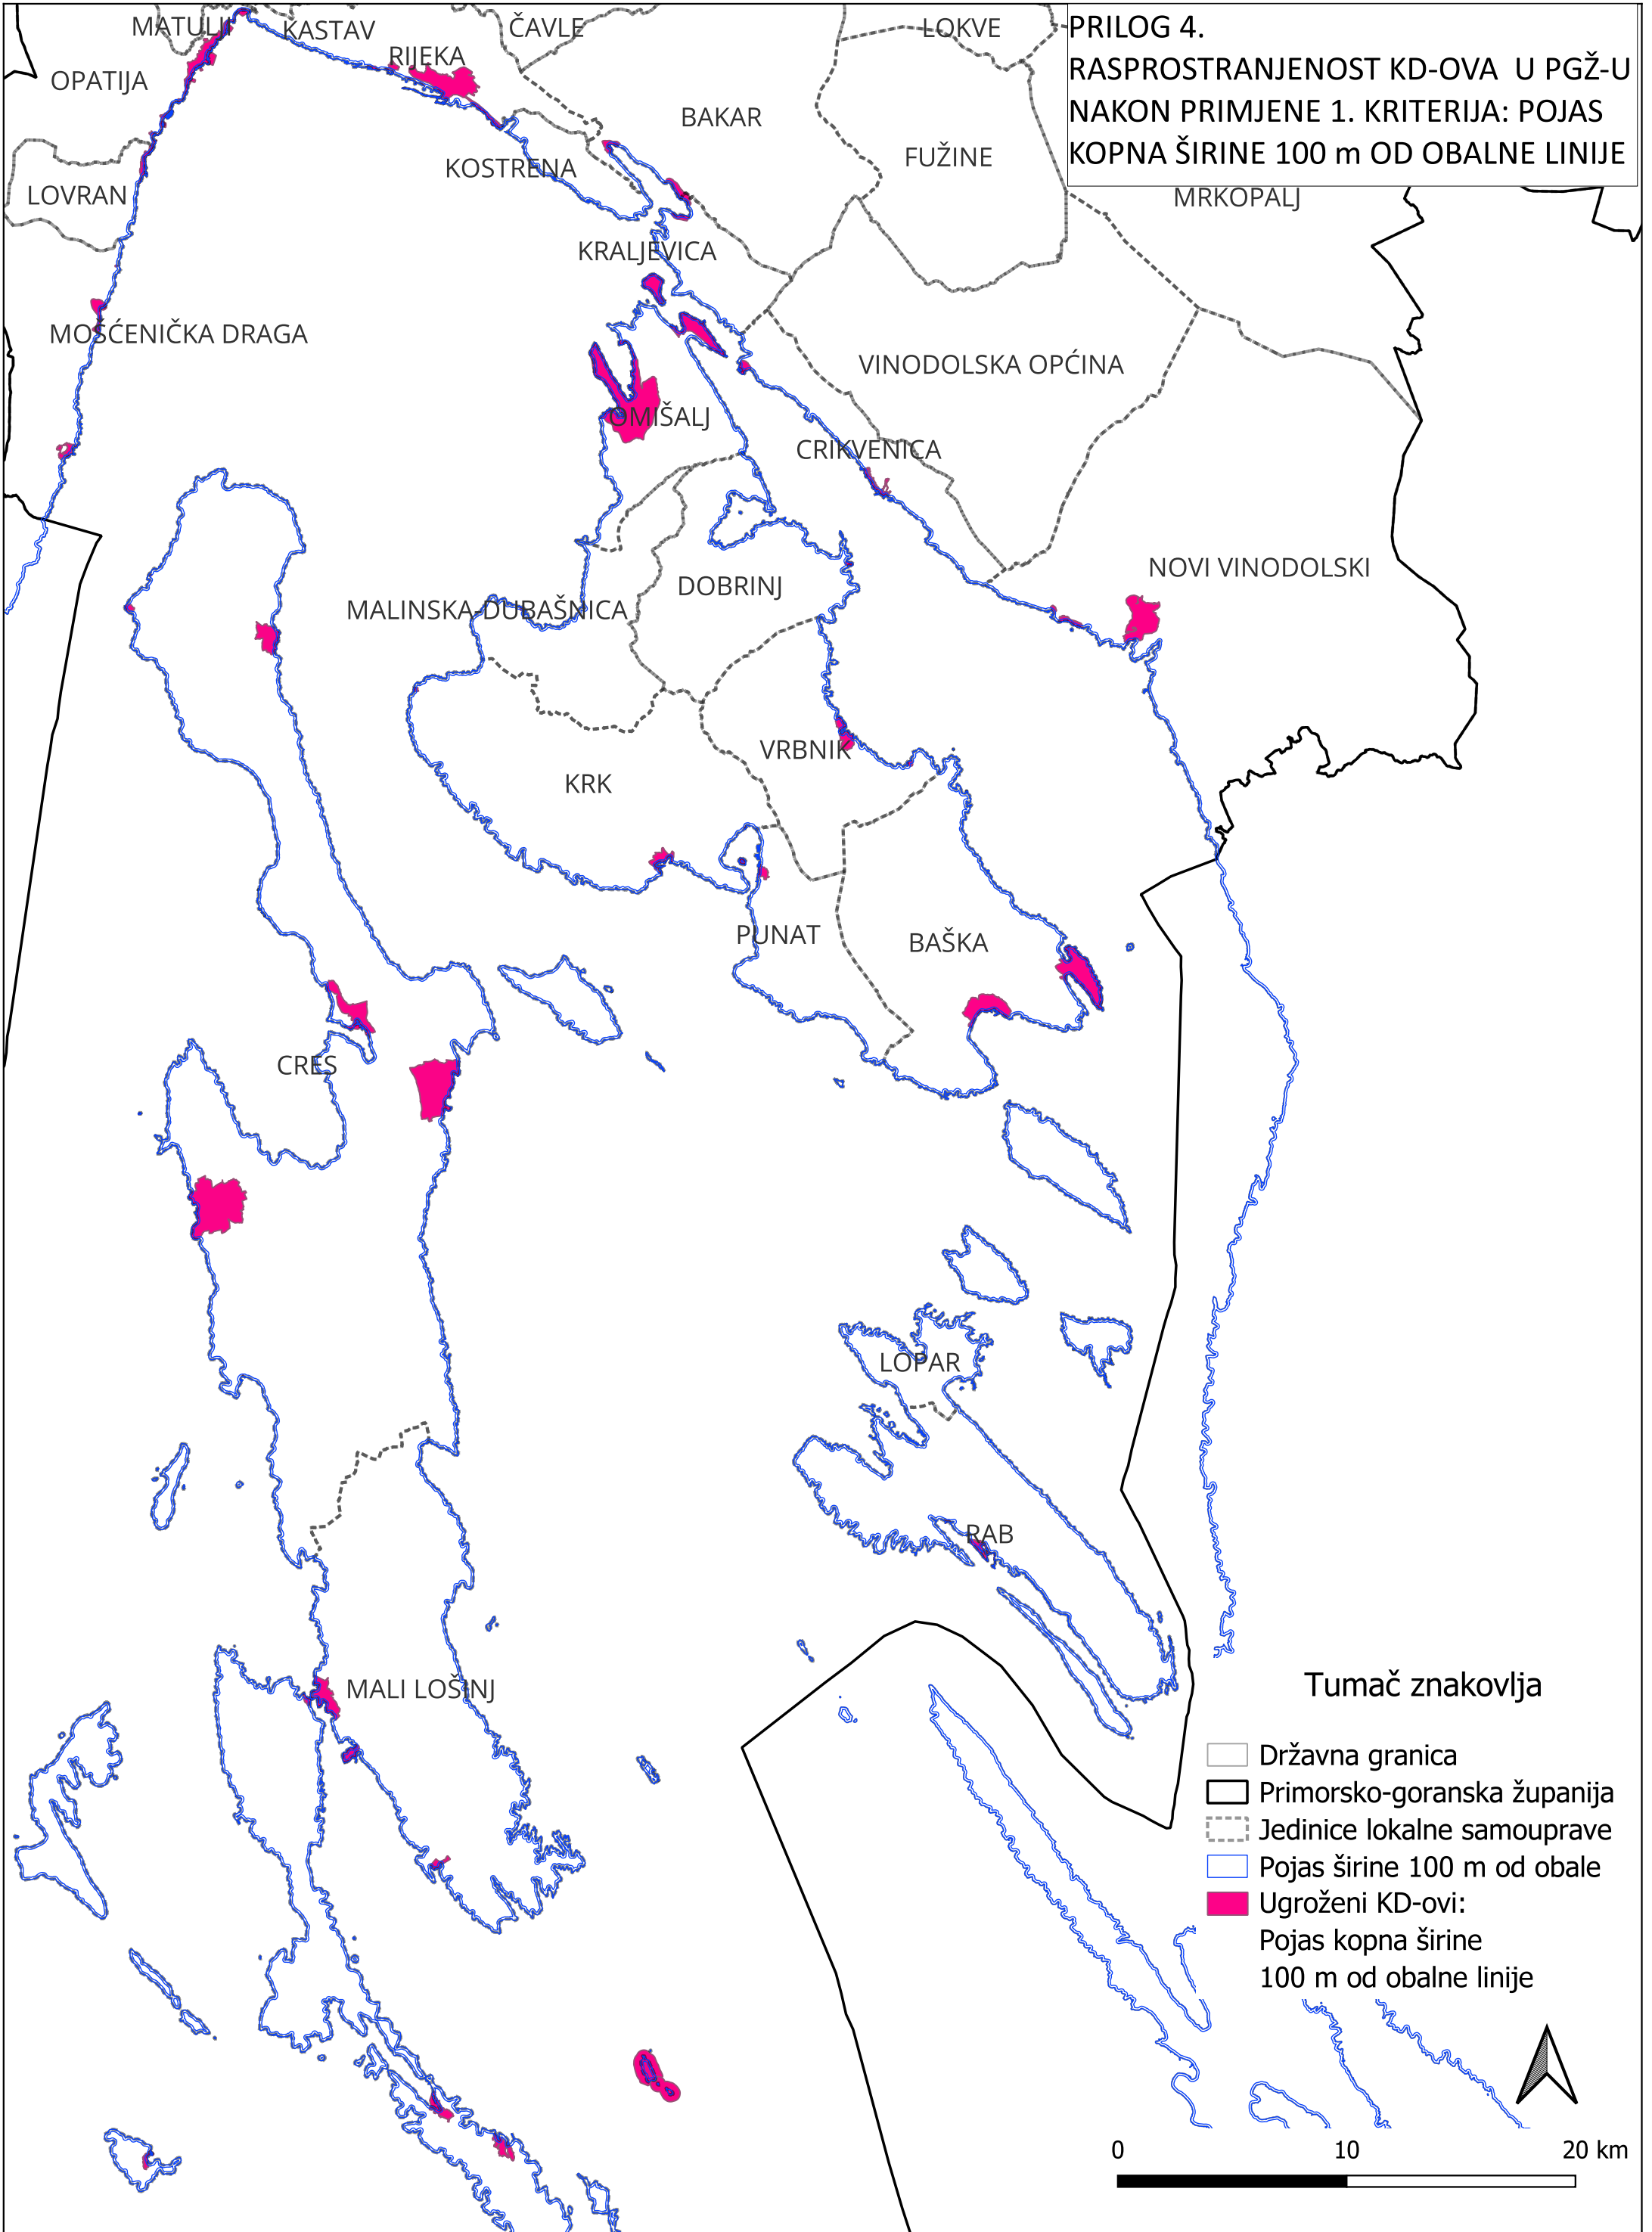 PRILOG 4.
RASPROSTRANJENOST KD-OVA U PGŽ-U
NAKON PRIMJENE 1. KRITERIJA: POJAS
KOPNA ŠIRINE 100 m OD OBALNE LINIJE
MATULJI
KASTAV
ČAVLE
LOKVE
RIJEKA
OPATIJA
BAKAR
FUŽINE
KOSTRENA
LOVRAN
MRKOPALJ
KRALJEVICA
MOŠĆENIČKA DRAGA
VINODOLSKA OPĆINA
OMIŠALJ
CRIKVENICA
NOVI VINODOLSKI
DOBRINJ
MALINSKA-DUBAŠNICA
VRBNIK
KRK
PUNAT
BAŠKA
CRES
LOPAR
RAB
MALI LOŠINJ
Tumač znakovlja
Državna granica
Primorsko-goranska županija
Jedinice lokalne samouprave
Pojas širine 100 m od obale
Ugroženi KD-ovi:
Pojas kopna širine
100 m od obalne linije
0 10 20 km